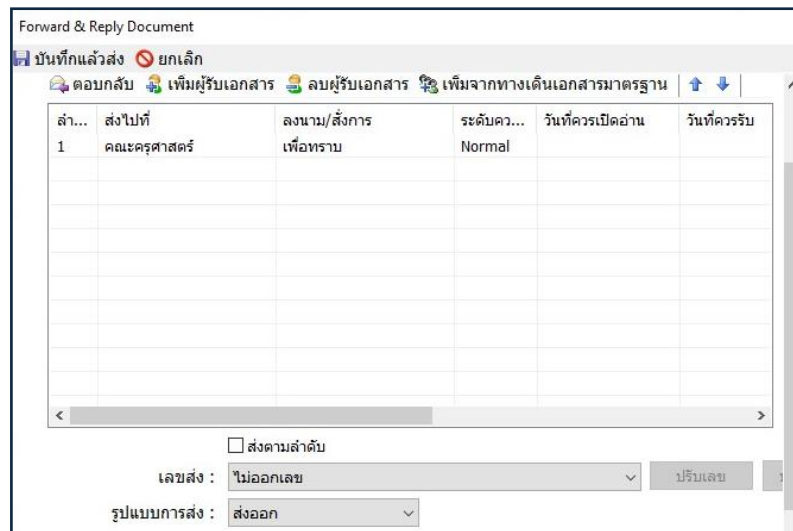 Forward & Reply Document
บันทึกแล้วส่ง ยกเลิก
ตอบกลับ เพิ่มผู้รับเอกสาร ลบผู้รับเอกสาร เพิ่มจากทางเดินเอกสารมาตรฐาน
ลำ... ส่งไปที่ ลงนาม/สั่งการ ระดับคว... วันที่ควรเปิดอ่าน วันที่ควรรับ
1 คณะครุศาสตร์ เพื่อทราบ Normal
ส่งตามลำดับ
เลขส่ง : ไม่ออกเลข ปรับเลข
รูปแบบการส่ง : ส่งออก